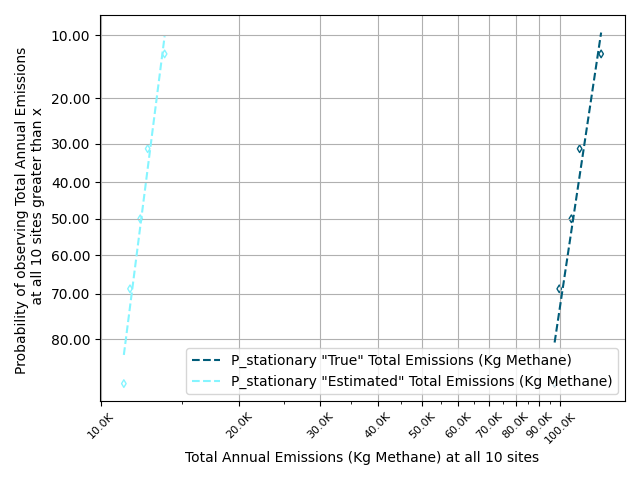 10.00
20.00
30.00
40.00
50.00
60.00
70.00
80.00
Probability of observing Total Annual Emissions
at all 10 sites greater than x
P_stationary "True" Total Emissions (Kg Methane)
P_stationary "Estimated" Total Emissions (Kg Methane)
10.0K
20.0K
30.0K
40.0K
50.0K
60.0K
70.0K
80.0K
90.0K
100.0K
Total Annual Emissions (Kg Methane) at all 10 sites